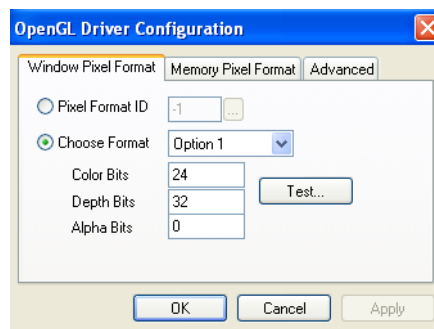 OpenGL Driver Configuration
Window Pixel Format Memory Pixel Format Advanced
Pixel Format ID -1 ...
Choose Format Option 1
Color Bits 24
Depth Bits 32 Test...
Alpha Bits 0
OK Cancel Apply